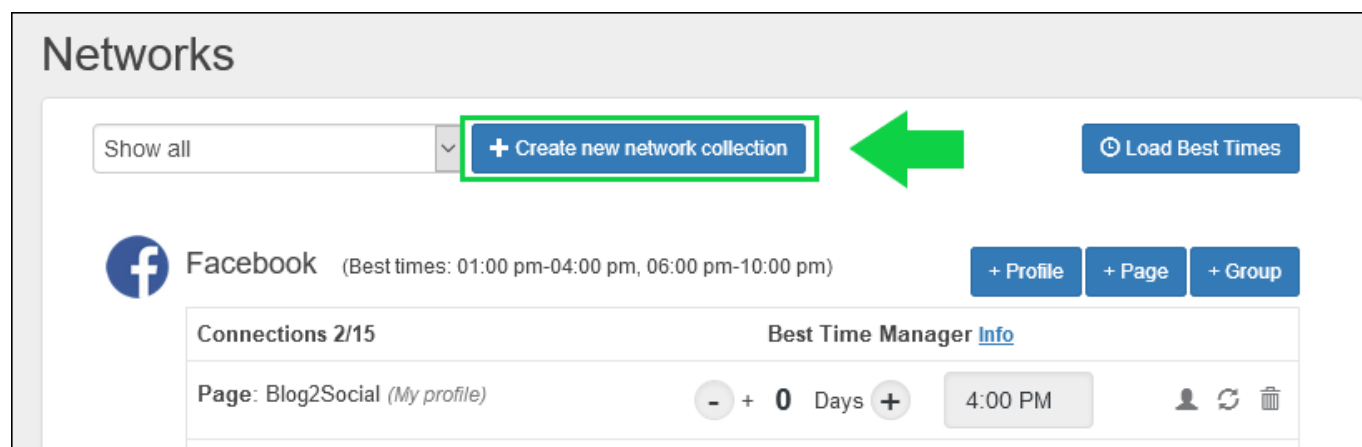 Networks
Show all
+ Create new network collection
Load Best Times
Facebook (Best times: 01:00 pm-04:00 pm, 06:00 pm-10:00 pm)
+ Profile
+ Page
+ Group
Connections 2/15
Best Time Manager Info
Page: Blog2Social (My profile)
- + 0 Days +
4:00 PM